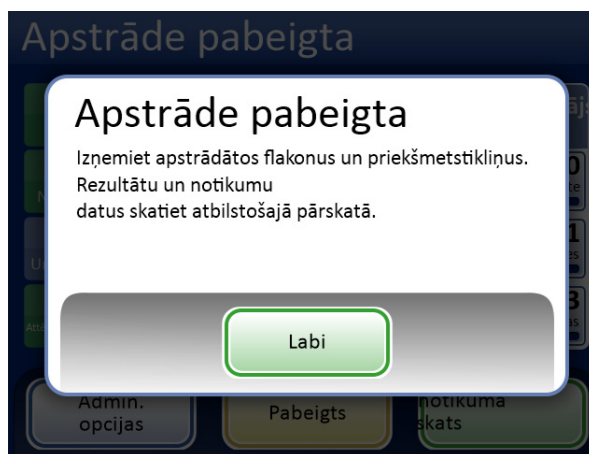 Apstrāde pabeigta
Apstrāde pabeigta
Izņemiet apstrādātos flakonus un priekšmetstikliņus.
Rezultātu un notikumu
datus skatiet atbilstošajā pārskatā.
Labi
Admin.
opcijas
Pabeigts
notikuma
skats